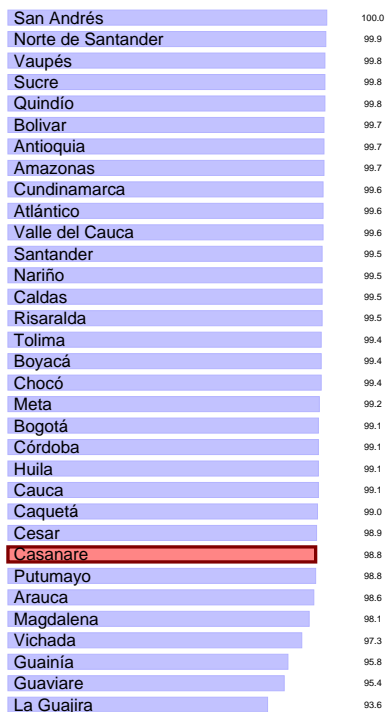 San Andrés 100.0
Norte de Santander 99.9
Vaupés 99.8
Sucre 99.8
Quindío 99.8
Bolivar 99.7
Antioquia 99.7
Amazonas 99.7
Cundinamarca 99.6
Atlántico 99.6
Valle del Cauca 99.6
Santander 99.5
Nariño 99.5
Caldas 99.5
Risaralda 99.5
Tolima 99.4
Boyacá 99.4
Chocó 99.4
Meta 99.2
Bogotá 99.1
Córdoba 99.1
Huila 99.1
Cauca 99.1
Caquetá 99.0
Cesar 98.9
Casanare 98.8
Putumayo 98.8
Arauca 98.6
Magdalena 98.1
Vichada 97.3
Guainía 95.8
Guaviare 95.4
La Guajira 93.6